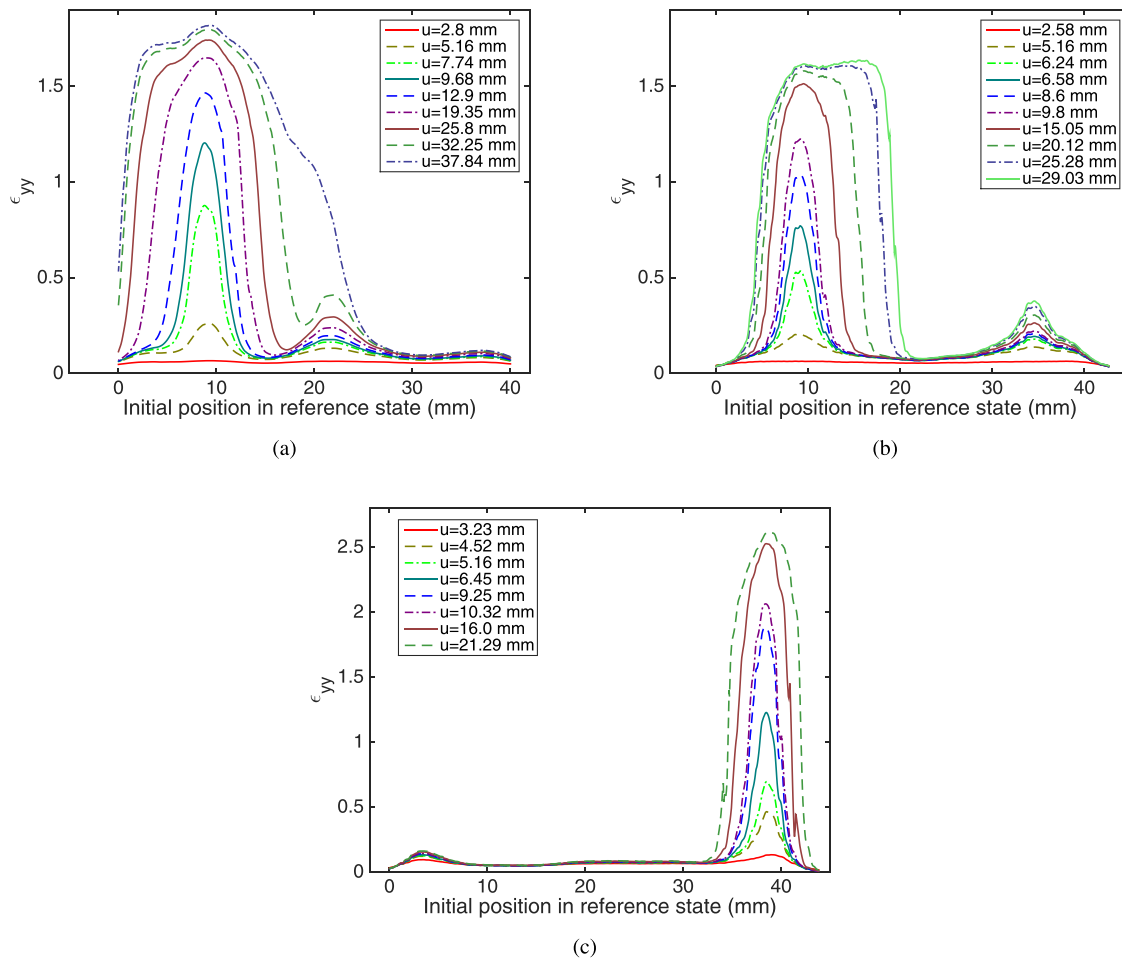 1.5
1
0.5
0
ϵyy
u=2.8 mm
u=5.16 mm
u=7.74 mm
u=9.68 mm
u=12.9 mm
u=19.35 mm
u=25.8 mm
u=32.25 mm
u=37.84 mm
0 10 20 30 40
Initial position in reference state (mm)
(a)
1.5
1
0.5
0
ϵyy
u=2.58 mm
u=5.16 mm
u=6.24 mm
u=6.58 mm
u=8.6 mm
u=9.8 mm
u=15.05 mm
u=20.12 mm
u=25.28 mm
u=29.03 mm
0 10 20 30 40
Initial position in reference state (mm)
(b)
2.5
2
1.5
1
0.5
0
ϵyy
u=3.23 mm
u=4.52 mm
u=5.16 mm
u=6.45 mm
u=9.25 mm
u=10.32 mm
u=16.0 mm
u=21.29 mm
0 10 20 30 40
Initial position in reference state (mm)
(c)